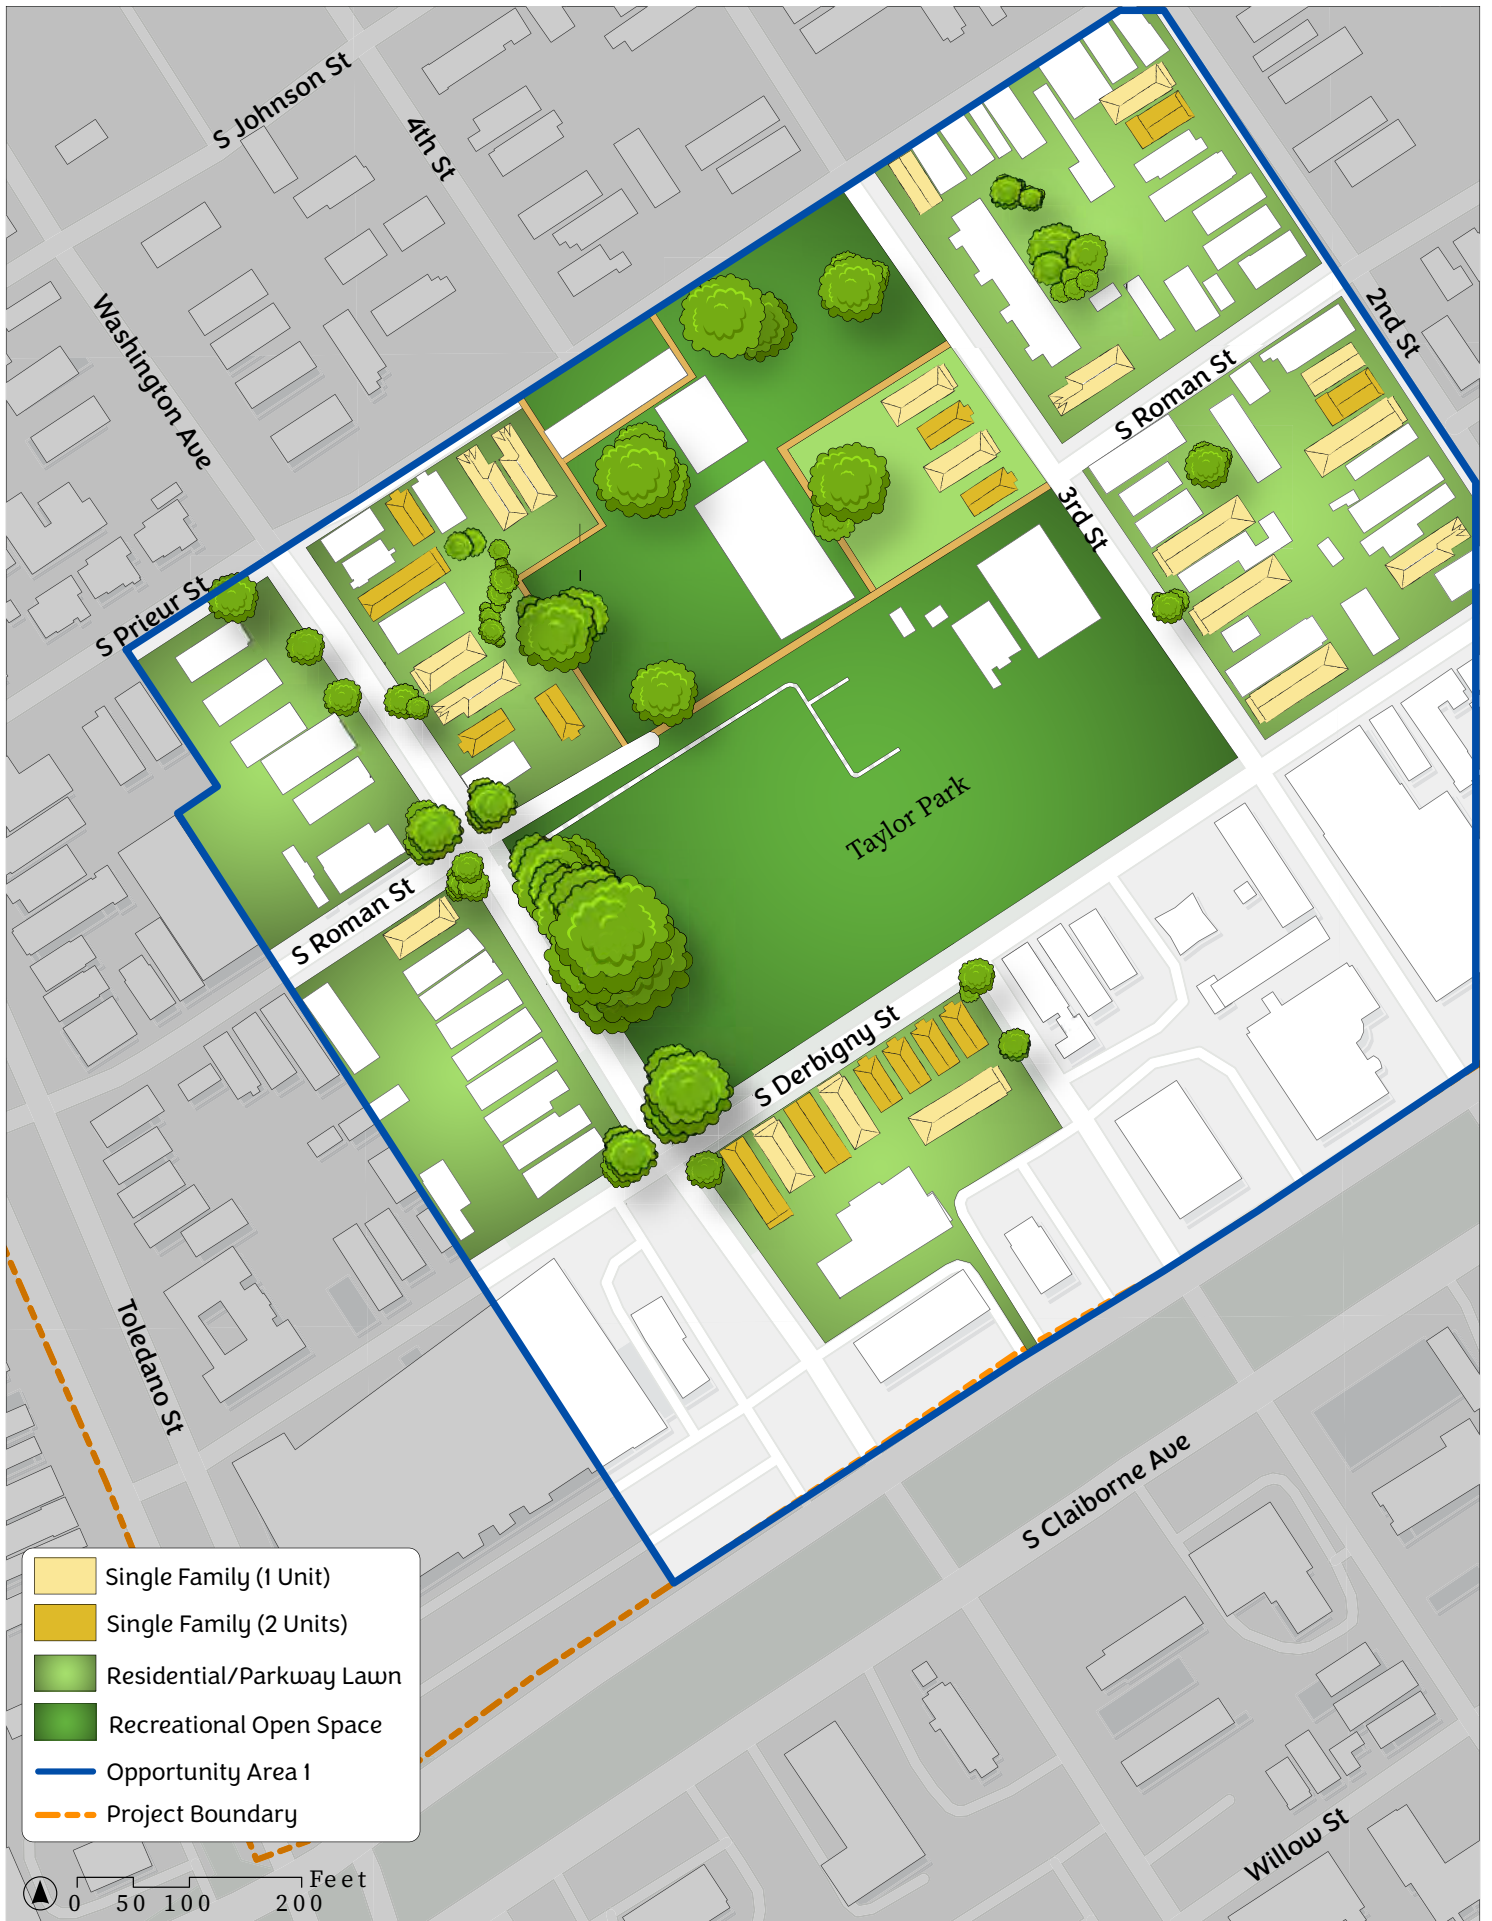 S Johnson St
4th St
Washington Ave
2nd St
S Roman St
3rd St
S Prieur St
Taylor Park
S Roman St
S Derbigny St
Toledano St
S Claiborne Ave
Single Family (1 Unit)
Single Family (2 Units)
Residential/Parkway Lawn
Recreational Open Space
Opportunity Area 1
Project Boundary
Willow St
Feet
0 50 100 200